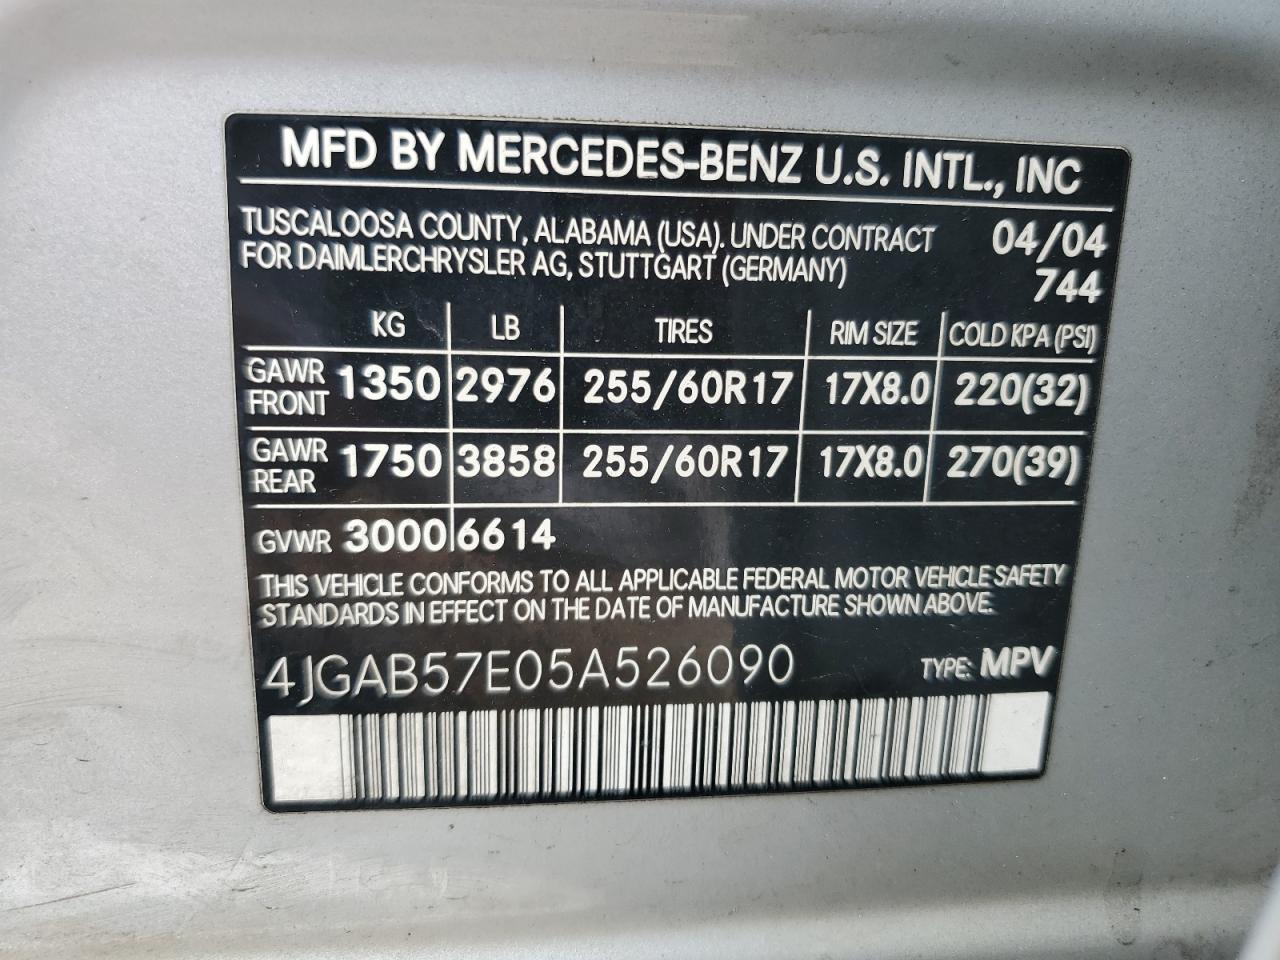 MFD BY MERCEDES-BENZ U.S. INTL., INC
TUSCALOOSA COUNTY, ALABAMA (USA). UNDER CONTRACT 04/04
FOR DAIMLERCHRYSLER AG, STUTTGART (GERMANY) 744
KG LB TIRES RIM SIZE COLD KPA (PSI)
GAWR FRONT 1350 2976 255/60R17 17X8.0 220(32)
GAWR REAR 1750 3858 255/60R17 17X8.0 270(39)
GVWR 3000 6614
THIS VEHICLE CONFORMS TO ALL APPLICABLE FEDERAL MOTOR VEHICLE SAFETY
STANDARDS IN EFFECT ON THE DATE OF MANUFACTURE SHOWN ABOVE.
4JGAB57E05A526090 TYPE: MPV